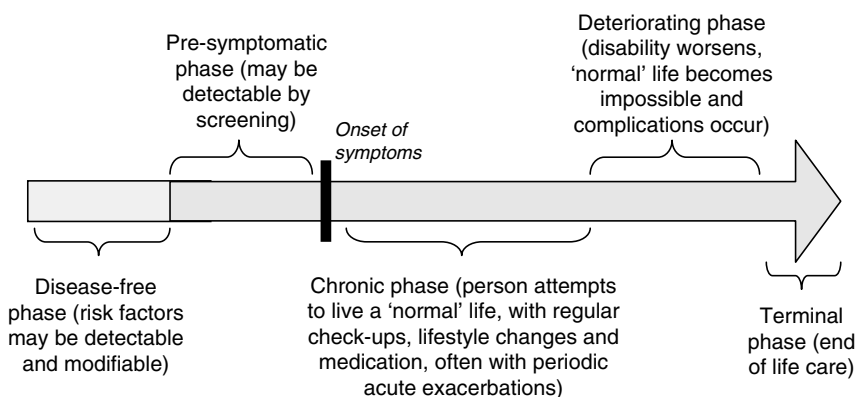 Pre-symptomatic
phase (may be
detectable by
screening)
Onset of
symptoms
Deteriorating phase
(disability worsens,
‘normal’ life becomes
impossible and
complications occur)
Disease-free
phase (risk factors
may be detectable
and modifiable)
Chronic phase (person attempts
to live a ‘normal’ life, with regular
check-ups, lifestyle changes and
medication, often with periodic
acute exacerbations)
Terminal
phase (end
of life care)